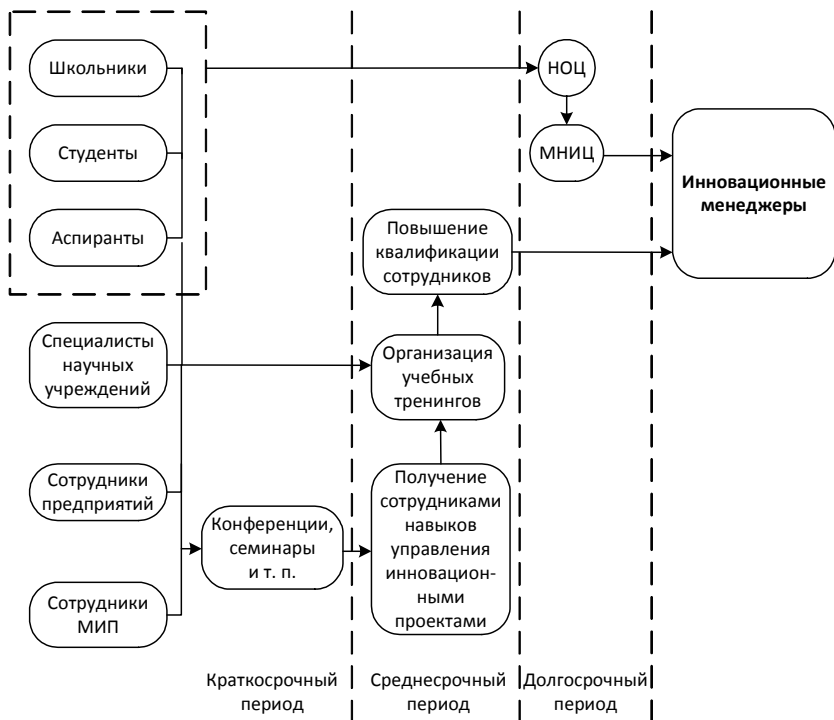 Школьники
Студенты
Аспиранты
Специалисты
научных
учреждений
Сотрудники
предприятий
Сотрудники
МИП
Конференции,
семинары
и т. п.
Повышение
квалификации
сотрудников
Организация
учебных
тренингов
Получение
сотрудниками
навыков
управления
инновацион-
ными
проектами
НОЦ
МНИЦ
Инновационные
менеджеры
Краткосрочный
период
Среднесрочный
период
Долгосрочный
период